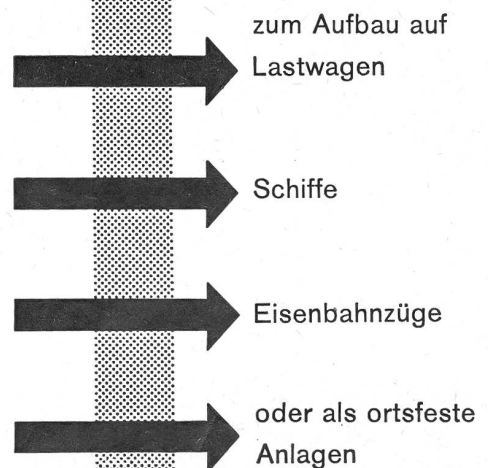 zum Aufbau auf
Lastwagen
Schiffe
Eisenbahnzüge
oder als ortsfeste
Anlagen